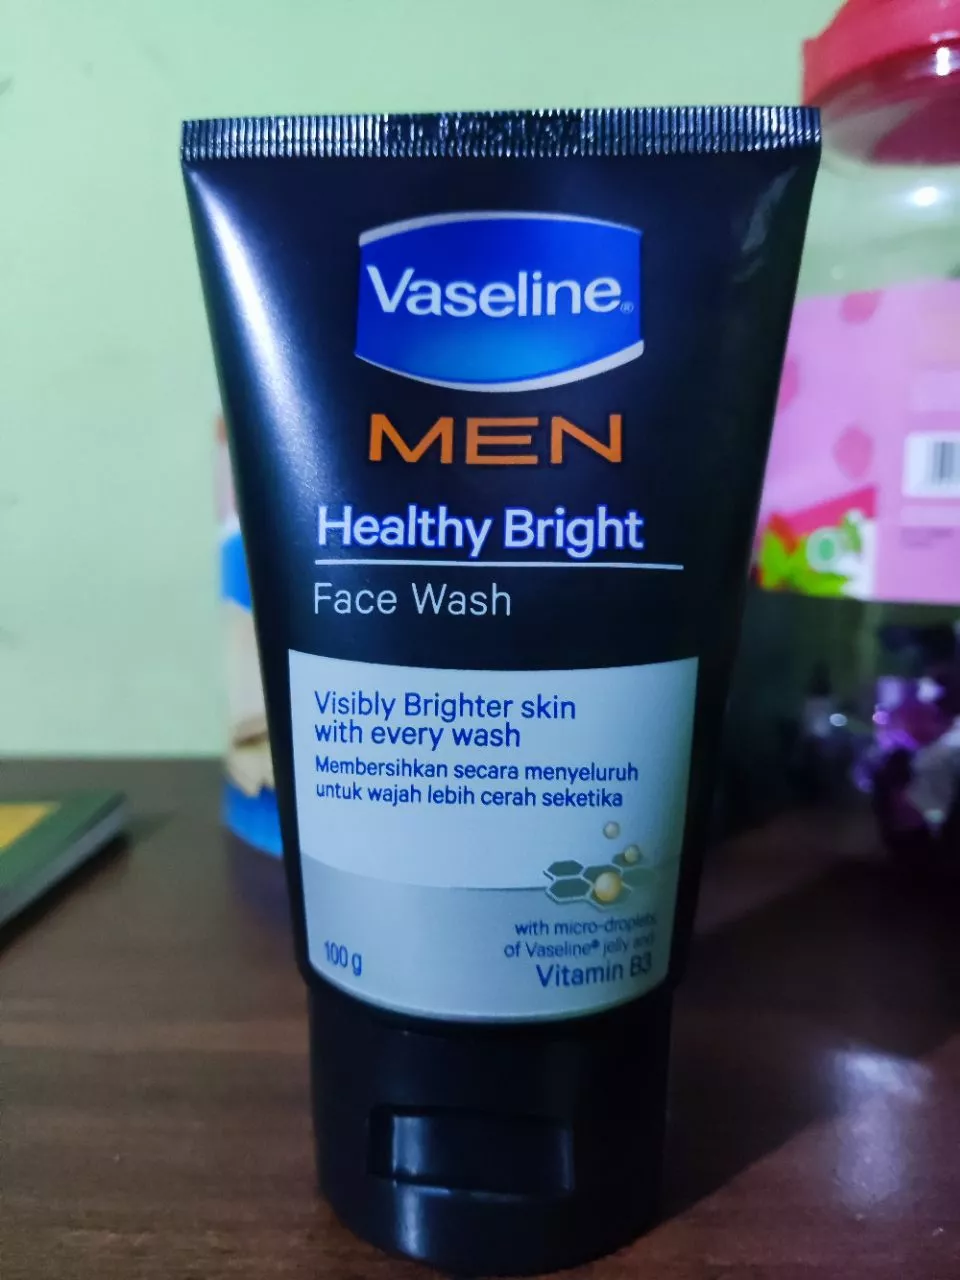 Vaseline®
MEN
Healthy Bright
Face Wash
Visibly Brighter skin
with every wash
Membersihkan secara menyeluruh
untuk wajah lebih cerah seketika
with micro-droplets
of Vaseline® jelly and
Vitamin B3
100 g